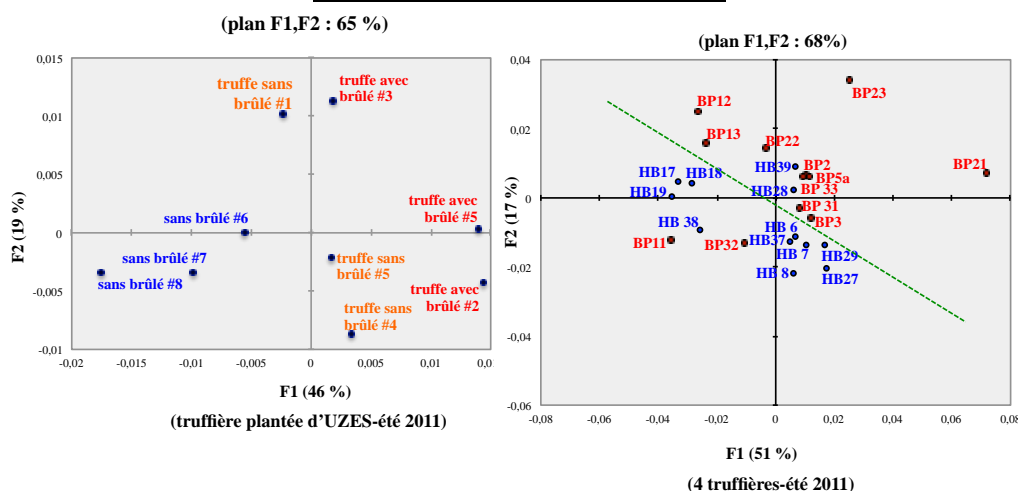 (plan F1,F2 : 65 %)
0,015
0,01
0,005
0
-0,005
-0,01
F2 (19 %)
truffe sans
brûlé #1
truffe avec
brûlé #3
truffe avec
brûlé #5
sans brûlé #6
sans brûlé #7
sans brûlé #8
truffe sans
brûlé #5
truffe avec
brûlé #2
truffe sans
brûlé #4
-0,02
-0,015
-0,01
-0,005
0
0,005
0,01
0,01
0,0
F1 (46 %)
(truffière plantée d'UZES-été 2011)
(plan F1,F2 : 68%)
0,04
0,02
0
-0,02
-0,04
-0,06
F2 (17 %)
BP23
BP12
BP13
BP22
BP21
HB39
BP2
HB17
HB18
BP5a
HB19
HB28
BP 33
BP 31
HB 38
HB 6
BP3
BP11
BP32
HB37
HB 7
HB29
HB 8
HB27
-0,08
-0,06
-0,04
-0,02
0
0,02
0,04
0,06
0,08
F1 (51 %)
(4 truffières-été 2011)